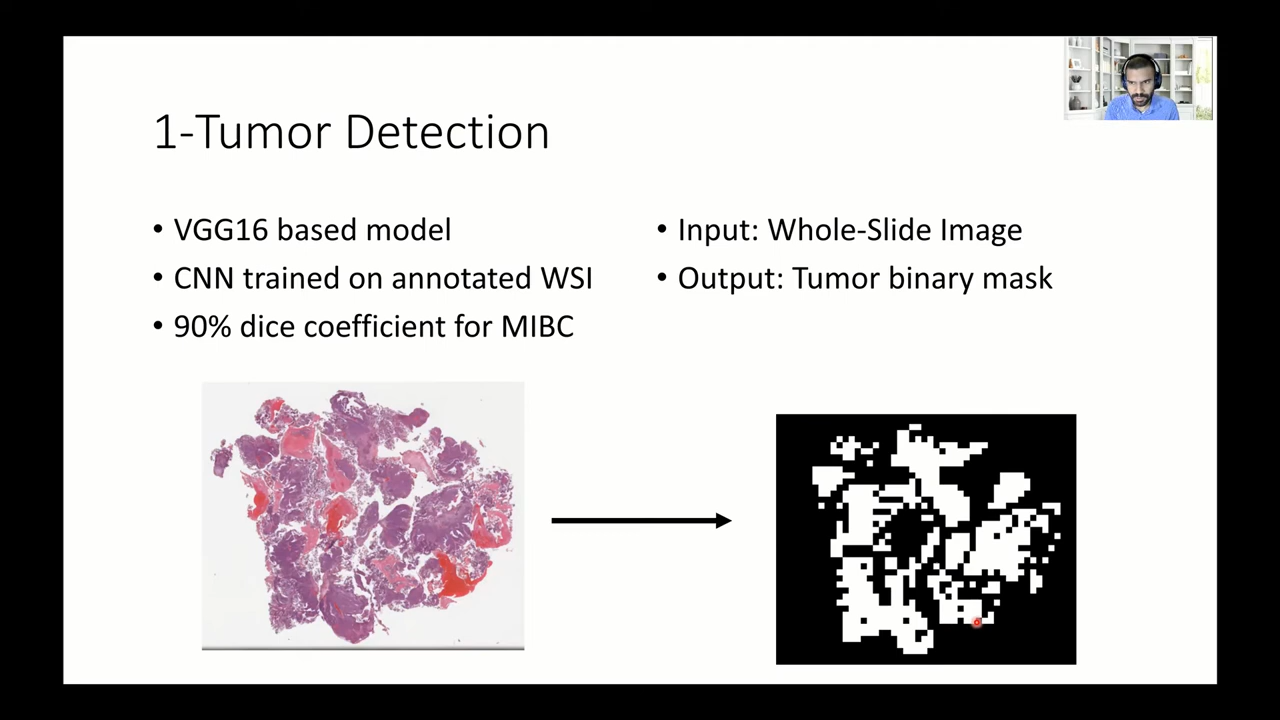 1-Tumor Detection
• VGG16 based model
• CNN trained on annotated WSI
• 90% dice coefficient for MIBC
• Input: Whole-Slide Image
• Output: Tumor binary mask